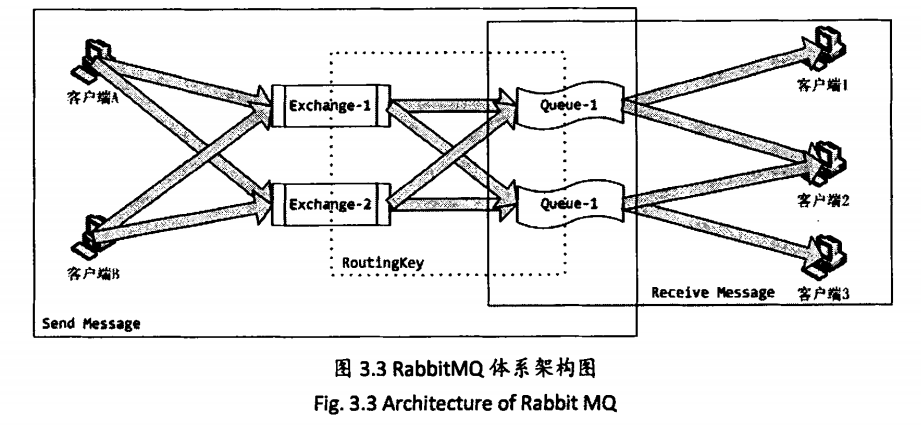 客户端A
客户端B
Exchange-1
Exchange-2
RoutingKey
Send Message
Queue-1
Queue-1
客户端1
客户端2
客户端3
Receive Message
图 3.3 RabbitMQ 体系架构图
Fig. 3.3 Architecture of Rabbit MQ